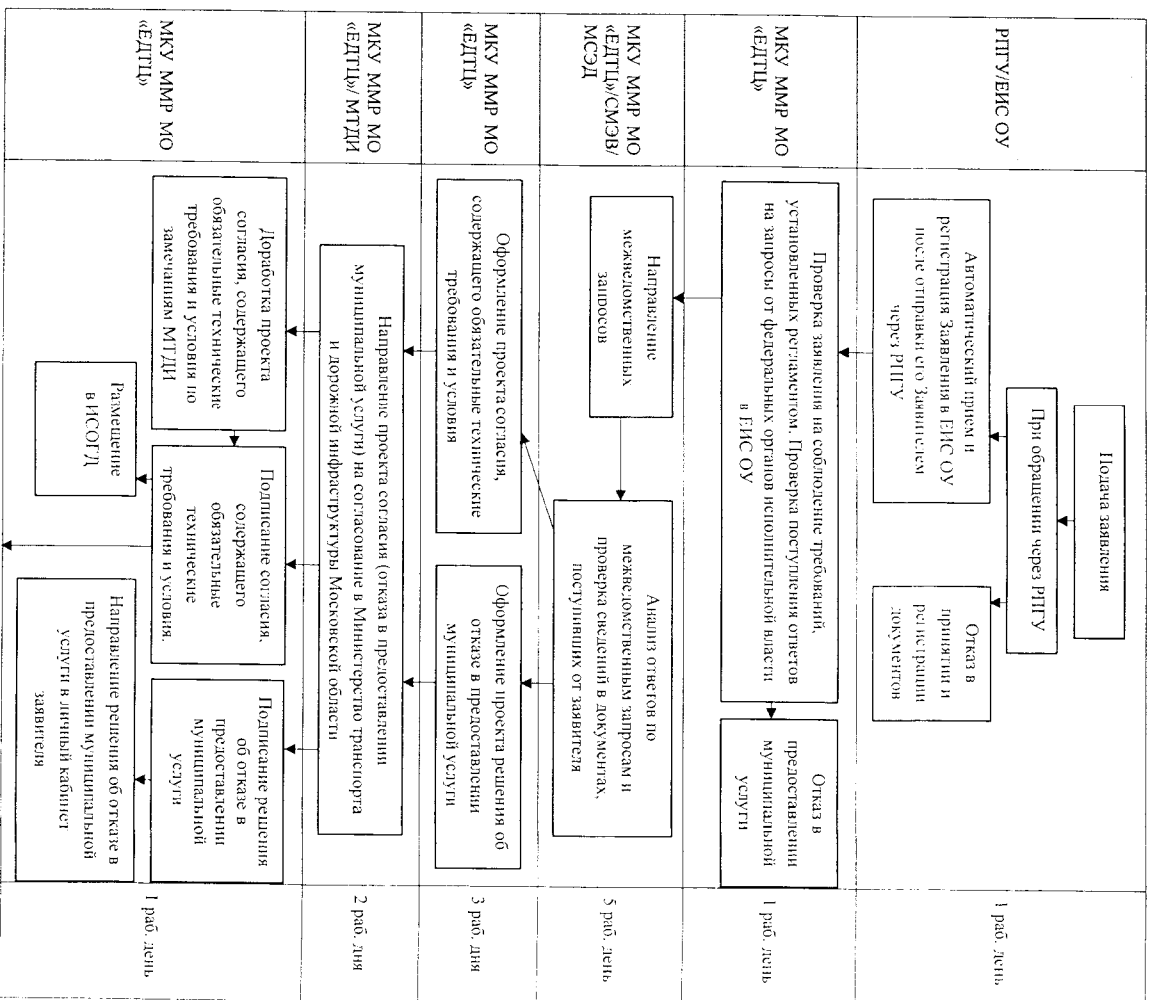 РПГУ/ЕИС ОУ
Подача заявления
При обращении через РПГУ
Автоматический прием и
регистрация Заявления в ЕИС ОУ
после отправки его Заявителем
через РПГУ
Отказ в
принятии и
регистрации
документов
1 раб. день
МКУ ММР МО
«ЕДТЦ»
Проверка заявления на соблюдение требований,
установленных регламентом. Проверка поступления ответов
на запросы от федеральных органов исполнительной власти
в ЕИС ОУ
Отказ в
предоставлении
муниципальной
услуги
1 раб. день
МКУ ММР МО
«ЕДТЦ»/СМЭВ/
МСЭД
Направление
межведомственных
запросов
Анализ ответов по
межведомственным запросам и
проверка сведений в документах,
поступивших от заявителя
5 раб. день
МКУ ММР МО
«ЕДТЦ»
Оформление проекта согласия,
содержащего обязательные технические
требования и условия
Оформление проекта решения об
отказе в предоставлении
муниципальной услуги
3 раб. дня
МКУ ММР МО
«ЕДТЦ»/ МТДИ
Направление проекта согласия (отказа в предоставлении
муниципальной услуги) на согласование в Министерство транспорта
и дорожной инфраструктуры Московской области
2 раб. дня
МКУ ММР МО
«ЕДТЦ»
Доработка проекта
согласия, содержащего
обязательные технические
требования и условия по
замечаниям МТДИ
Подписание согласия,
содержащего
обязательные
технические
требования и условия.
Подписание решения
об отказе в
предоставлении
муниципальной
услуги
Размещение
в ИСОГД
Направление решения об отказе в
предоставлении муниципальной
услуги в личный кабинет
заявителя
1 раб. день